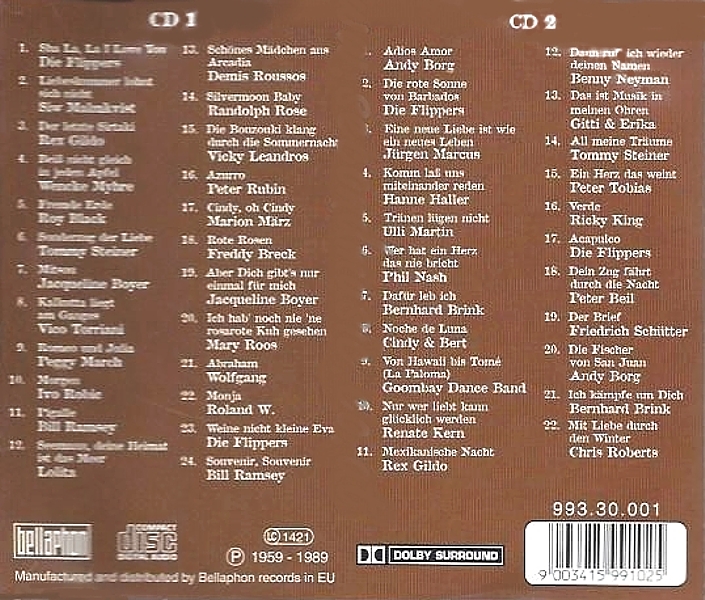 CD 1
1. Sha La, La I Love You
Die Flippers
2. Liebeskummer lohnt
sich nicht
Siw Malmkvist
3. Der letzte Sirtaki
Rex Gildo
4. Beiß nicht gleich
in jeden Apfel
Wencke Myhre
5. Fremde Erde
Roy Black
6. der Liebe
Tommy Steiner
7. Mitsou
Jacqueline Boyer
8. Kalkutta liegt
am Ganges
Vico Torriani
9. Romeo und Julia
Peggy March
10. Morgen
Ivo Robic
11. Pigalle
Bill Ramsey
12. Seemann, deine Heimat
ist das Meer
Lolita
13. Schönes Mädchen aus
Arcadia
Demis Roussos
14. Silvermoon Baby
Randolph Rose
15. Die Bouzouki klang
durch die Sommernacht
Vicky Leandros
16. Azurro
Peter Rubin
17. Cindy, oh Cindy
Marion März
18. Rote Rosen
Freddy Breck
19. Aber Dich gibt's nur
einmal für mich
Jacqueline Boyer
20. Ich hab' noch nie 'ne
rosarote Kuh gesehen
Mary Roos
21. Abraham
Wolfgang
22. Monja
Roland W.
23. Weine nicht kleine Eva
Die Flippers
24. Souvenir, Souvenir
Bill Ramsey
CD 2
1. Adios Amor
Andy Borg
2. Die rote Sonne
von Barbados
Die Flippers
3. Eine neue Liebe ist wie
ein neues Leben
Jürgen Marcus
4. Komm laß uns
miteinander reden
Hanne Haller
5. Tränen lügen nicht
Ulli Martin
6. Wer hat ein Herz
das nie bricht
Phil Nash
7. Dafür leb ich
Bernhard Brink
8. Noche de Luna
Cindy & Bert
9. Von Hawaii bis Tomé
(La Paloma)
Goombay Dance Band
10. Nur wer liebt kann
glücklich werden
Renate Kern
11. Mexikanische Nacht
Rex Gildo
12. Dann ruf' ich wieder
deinen Namen
Benny Neyman
13. Das ist Musik in
meinen Ohren
Gitti & Erika
14. All meine Träume
Tommy Steiner
15. Ein Herz das weint
Peter Tobias
16. Verde
Ricky King
17. Acapulco
Die Flippers
18. Dein Zug fährt
durch die Nacht
Peter Beil
19. Der Brief
Friedrich Schütter
20. Die Fischer
von San Juan
Andy Borg
21. Ich kämpfe um Dich
Bernhard Brink
22. Mit Liebe durch
den Winter
Chris Roberts
bellaphon
COMPACT
disc
DIGITAL AUDIO
LC 1421
Ⓟ 1959 - 1989
Manufactured and distributed by Bellaphon records in EU
DOLBY SURROUND
993.30.001
9 003415 991025